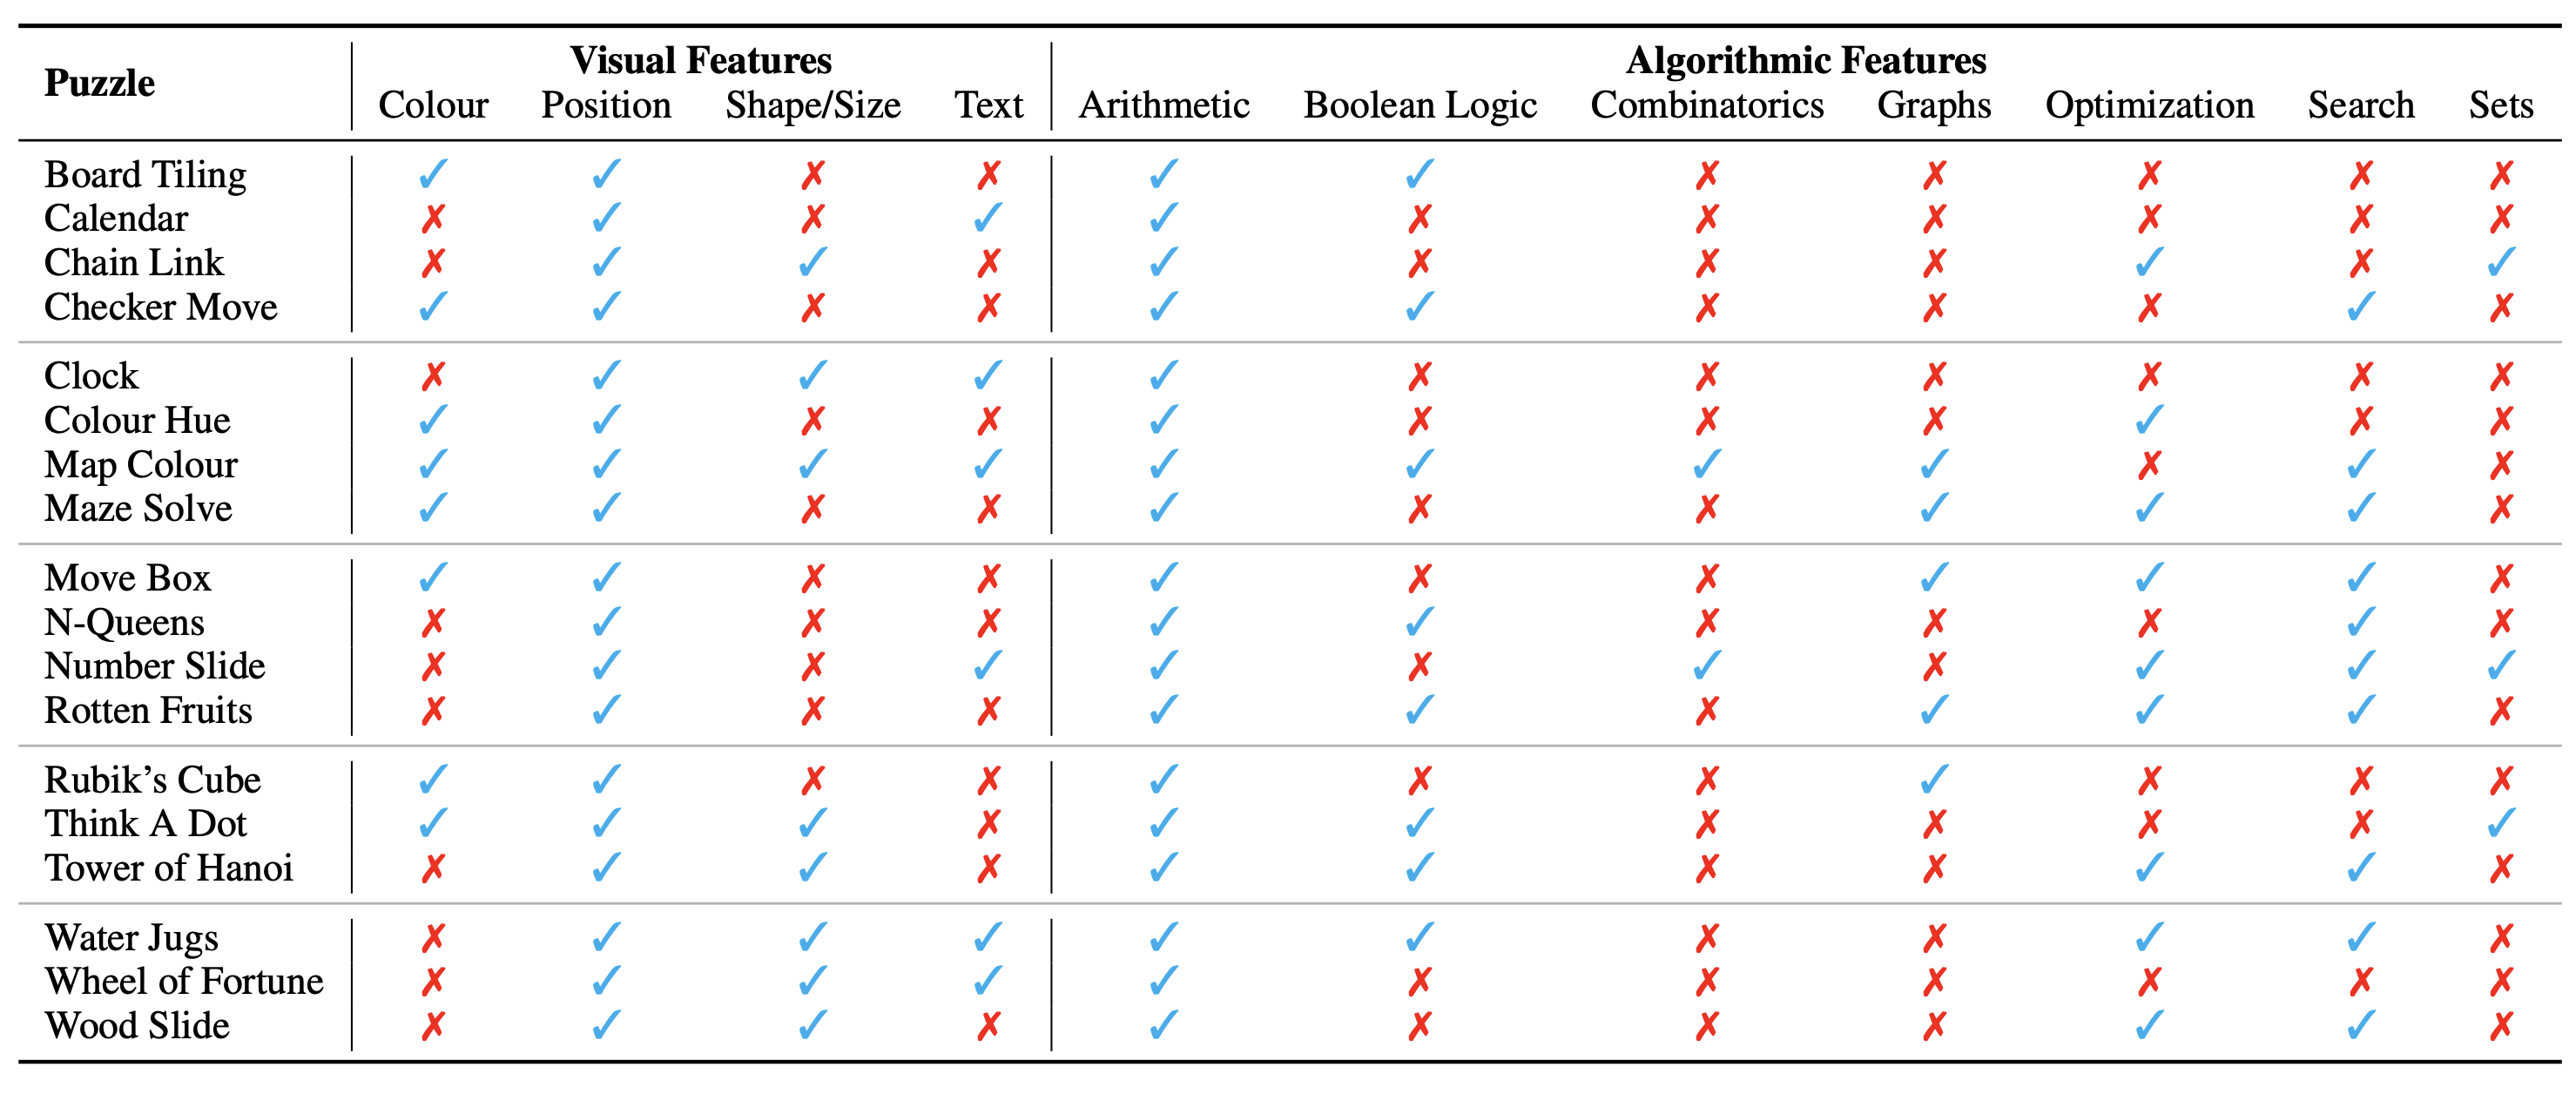 Visual Features Algorithmic Features
Puzzle Colour Position Shape/Size Text Arithmetic Boolean Logic Combinatorics Graphs Optimization Search Sets
Board Tiling ✓ ✓ ✗ ✗ ✓ ✓ ✗ ✗ ✗ ✗ ✗
Calendar ✗ ✓ ✗ ✓ ✓ ✗ ✗ ✗ ✗ ✗ ✗
Chain Link ✗ ✓ ✓ ✗ ✓ ✗ ✗ ✗ ✓ ✗ ✓
Checker Move ✓ ✓ ✗ ✗ ✓ ✓ ✗ ✗ ✗ ✓ ✗
Clock ✗ ✓ ✓ ✓ ✓ ✗ ✗ ✗ ✗ ✗ ✗
Colour Hue ✓ ✓ ✗ ✗ ✓ ✗ ✗ ✗ ✓ ✗ ✗
Map Colour ✓ ✓ ✓ ✓ ✓ ✓ ✓ ✓ ✗ ✓ ✗
Maze Solve ✓ ✓ ✗ ✗ ✓ ✗ ✗ ✓ ✓ ✓ ✗
Move Box ✓ ✓ ✗ ✗ ✓ ✗ ✗ ✓ ✓ ✓ ✗
N-Queens ✗ ✓ ✗ ✗ ✓ ✓ ✗ ✗ ✗ ✓ ✗
Number Slide ✗ ✓ ✗ ✓ ✓ ✗ ✓ ✗ ✓ ✓ ✓
Rotten Fruits ✗ ✓ ✗ ✗ ✓ ✓ ✗ ✓ ✓ ✓ ✗
Rubik’s Cube ✓ ✓ ✗ ✗ ✓ ✗ ✗ ✓ ✗ ✗ ✗
Think A Dot ✓ ✓ ✓ ✗ ✓ ✓ ✗ ✗ ✗ ✗ ✓
Tower of Hanoi ✗ ✓ ✓ ✗ ✓ ✓ ✗ ✗ ✓ ✓ ✗
Water Jugs ✗ ✓ ✓ ✓ ✓ ✓ ✗ ✗ ✓ ✓ ✗
Wheel of Fortune ✗ ✓ ✓ ✓ ✓ ✗ ✗ ✗ ✗ ✗ ✗
Wood Slide ✗ ✓ ✓ ✗ ✓ ✗ ✗ ✗ ✓ ✓ ✗